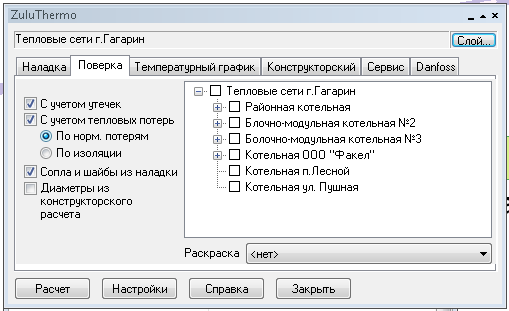 ZuluThermo
Тепловые сети г.Гагарин
Слой...
Наладка Поверка Температурный график Конструкторский Сервис Danfoss
С учетом утечек
С учетом тепловых потерь
По норм. потерям
По изоляции
Сопла и шайбы из наладки
Диаметры из
конструкторского
расчета
Тепловые сети г.Гагарин
Районная котельная
Блочно-модульная котельная №2
Болочно-модульная котельная №3
Котельная ООО "Факел"
Котельная п.Лесной
Котельная ул. Пушная
Раскраска <нет>
Расчет Настройки Справка Закрыть